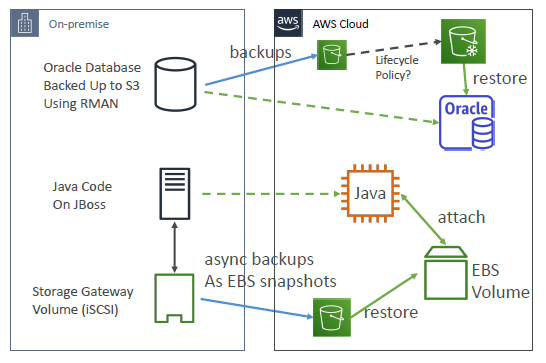 On-premise
aws
AWS Cloud
Oracle Database
Backed Up to S3
Using RMAN
backups
Lifecycle
Policy?
restore
Oracle
Java Code
On JBoss
Java
attach
async backups
As EBS snapshots
Storage Gateway
Volume (iSCSI)
restore
EBS
Volume